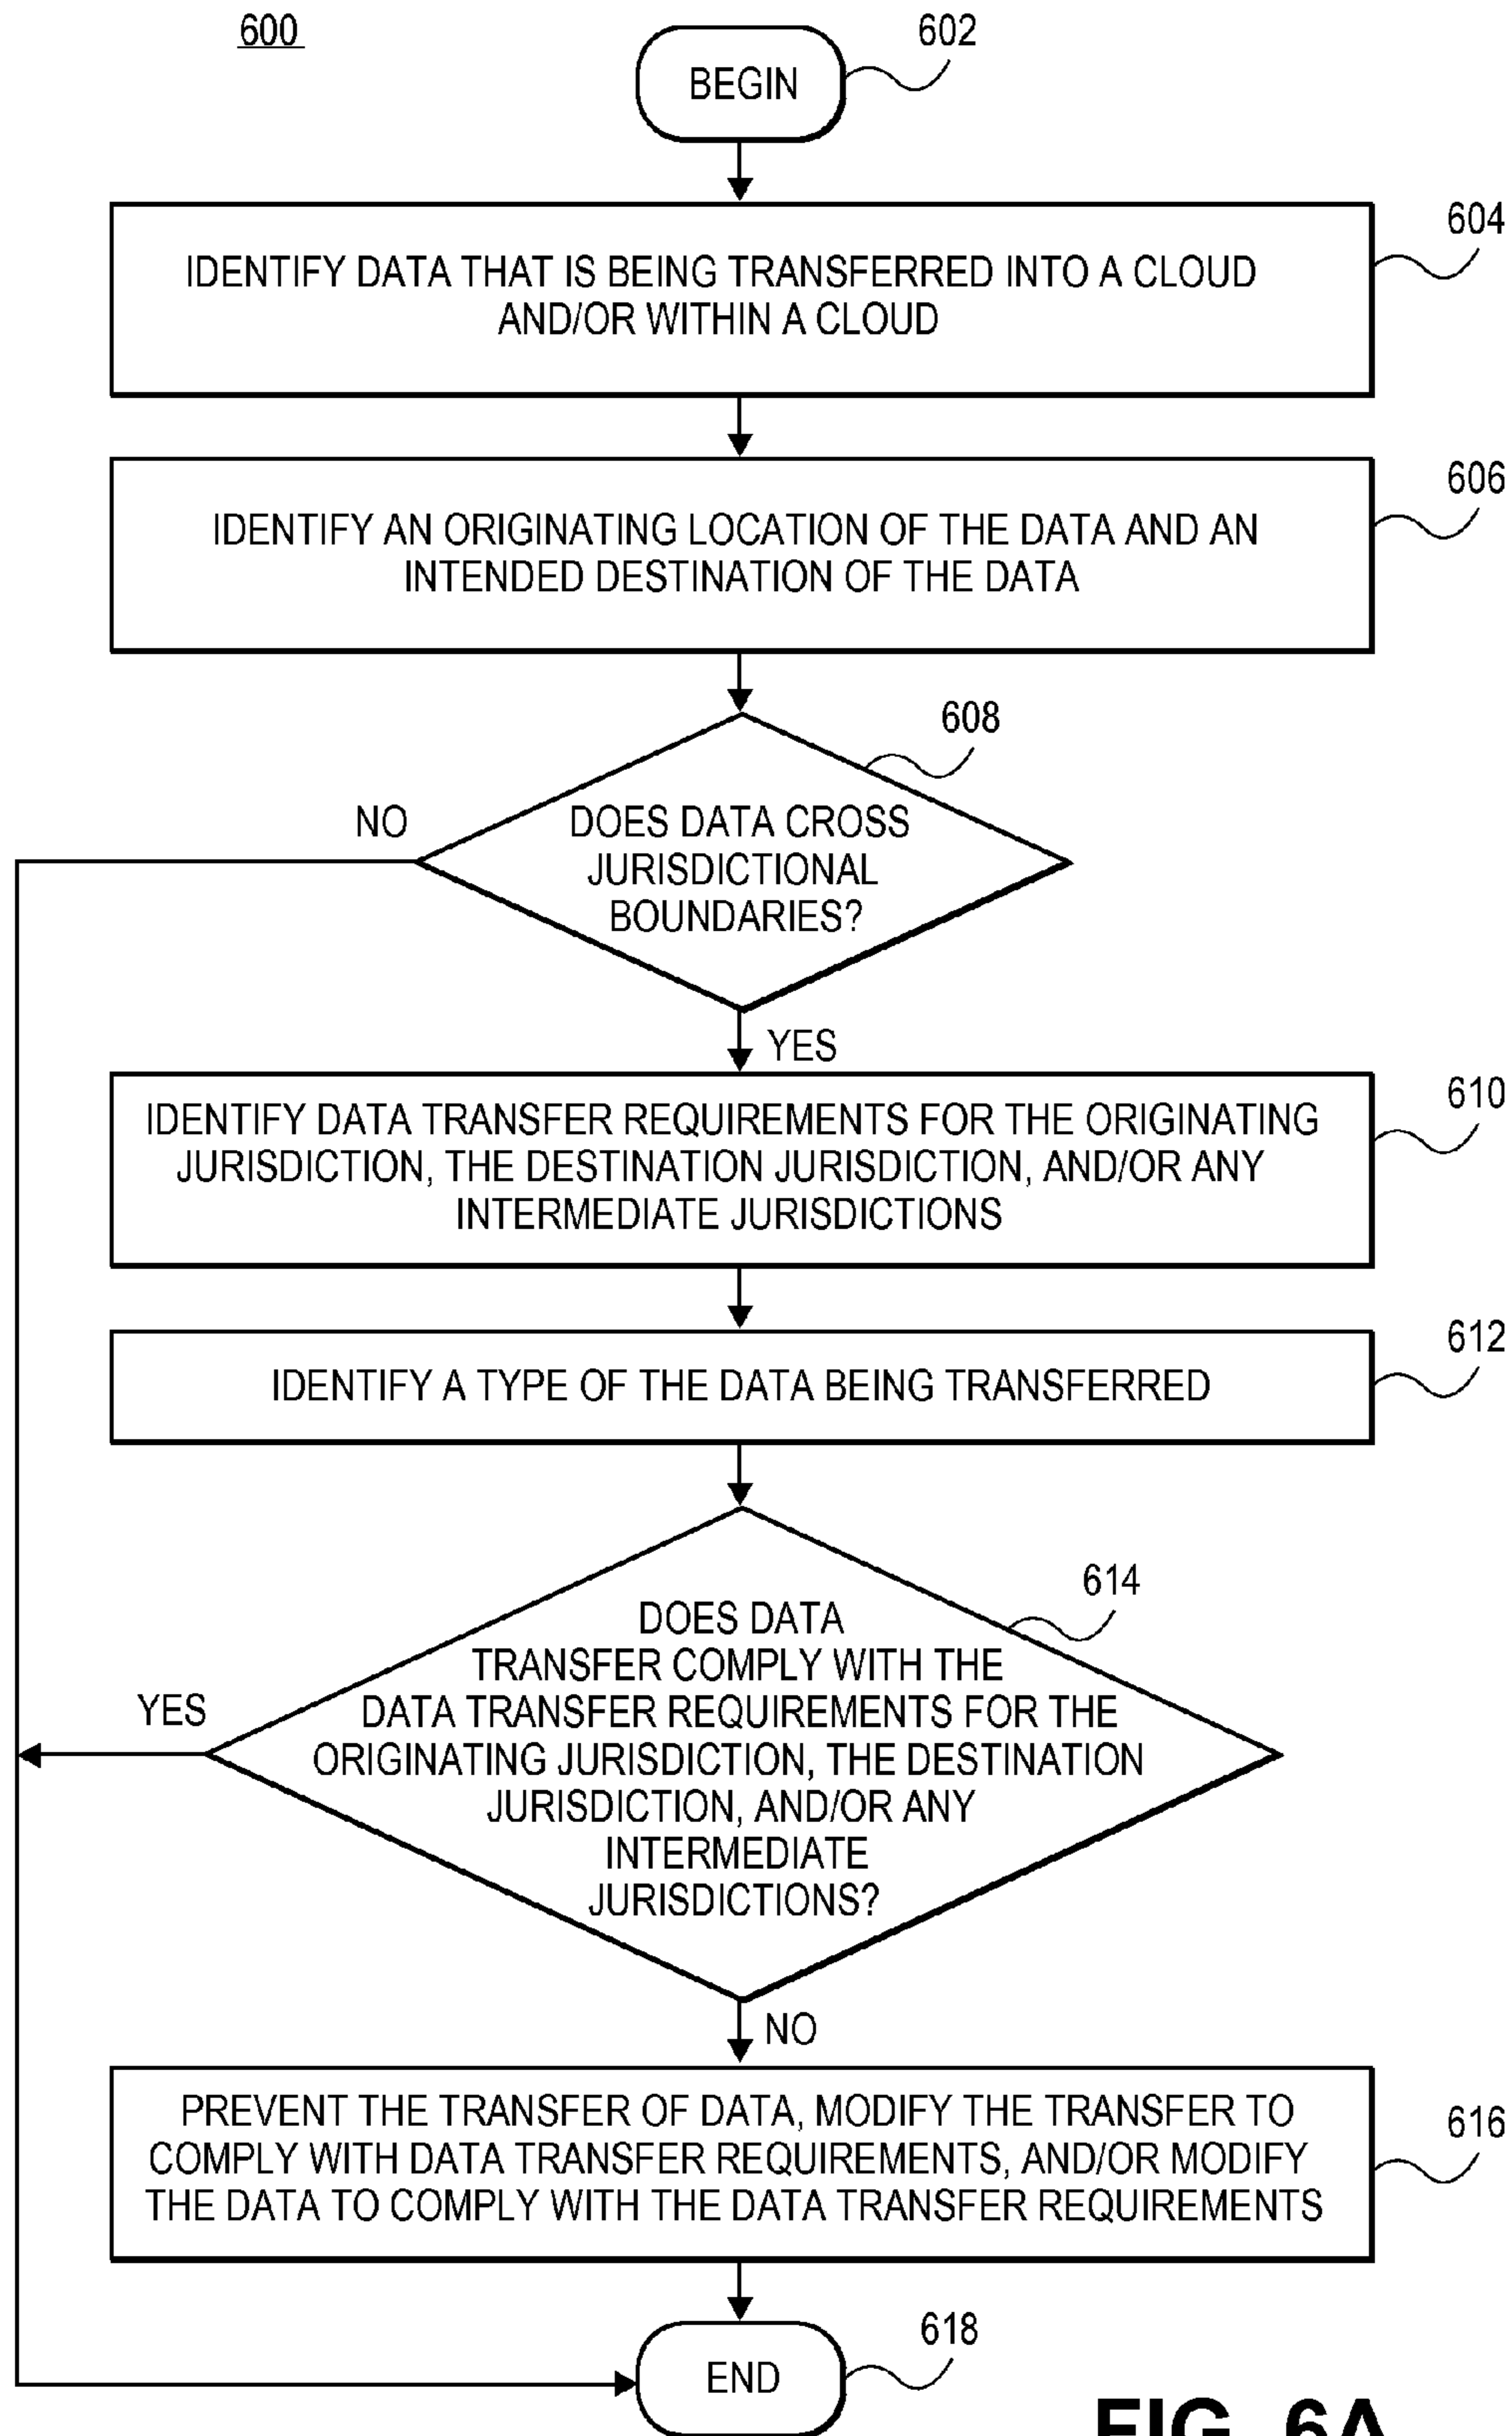 600
BEGIN
602
IDENTIFY DATA THAT IS BEING TRANSFERRED INTO A CLOUD
AND/OR WITHIN A CLOUD
604
IDENTIFY AN ORIGINATING LOCATION OF THE DATA AND AN
INTENDED DESTINATION OF THE DATA
606
608
NO
DOES DATA CROSS
JURISDICTIONAL
BOUNDARIES?
YES
IDENTIFY DATA TRANSFER REQUIREMENTS FOR THE ORIGINATING
JURISDICTION, THE DESTINATION JURISDICTION, AND/OR ANY
INTERMEDIATE JURISDICTIONS
610
IDENTIFY A TYPE OF THE DATA BEING TRANSFERRED
612
614
DOES DATA
TRANSFER COMPLY WITH THE
DATA TRANSFER REQUIREMENTS FOR THE
ORIGINATING JURISDICTION, THE DESTINATION
JURISDICTION, AND/OR ANY
INTERMEDIATE
JURISDICTIONS?
YES
NO
PREVENT THE TRANSFER OF DATA, MODIFY THE TRANSFER TO
COMPLY WITH DATA TRANSFER REQUIREMENTS, AND/OR MODIFY
THE DATA TO COMPLY WITH THE DATA TRANSFER REQUIREMENTS
616
END
618
FIG. 6A